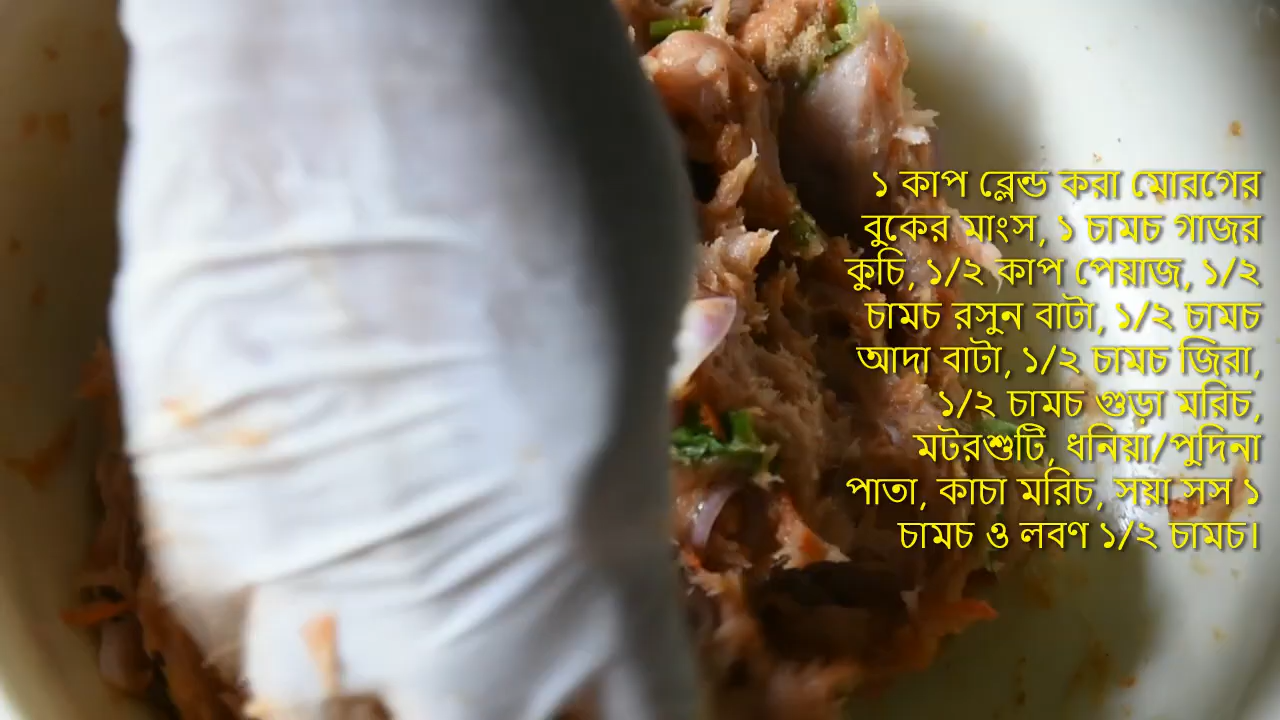 ১ কাপ ব্লেন্ড করা মোরগের
বুকের মাংস, ১ চামচ গাজর
কুচি, ১/২ কাপ পেয়াজ, ১/২
চামচ রসুন বাটা, ১/২ চামচ
আদা বাটা, ১/২ চামচ জিরা,
১/২ চামচ গুড়া মরিচ,
মটরশুটি, ধনিয়া/পুদিনা
পাতা, কাচা মরিচ, সয়া সস ১
চামচ ও লবণ ১/২ চামচ।